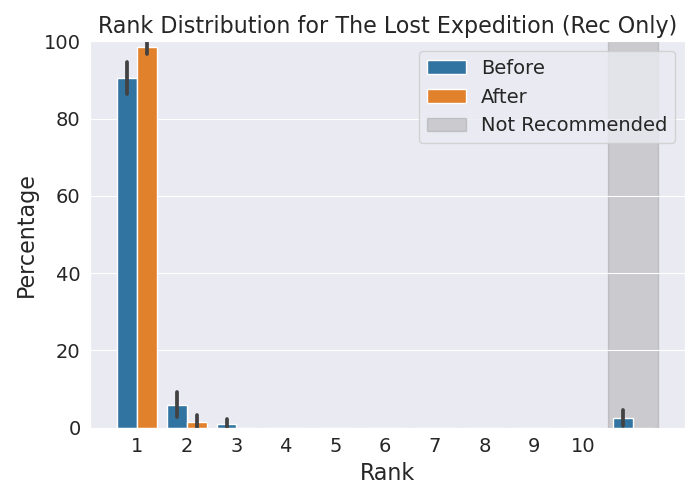 Rank Distribution for The Lost Expedition (Rec Only)
100
80
60
40
20
0
Percentage
Before
After
Not Recommended
1 2 3 4 5 6 7 8 9 10
Rank